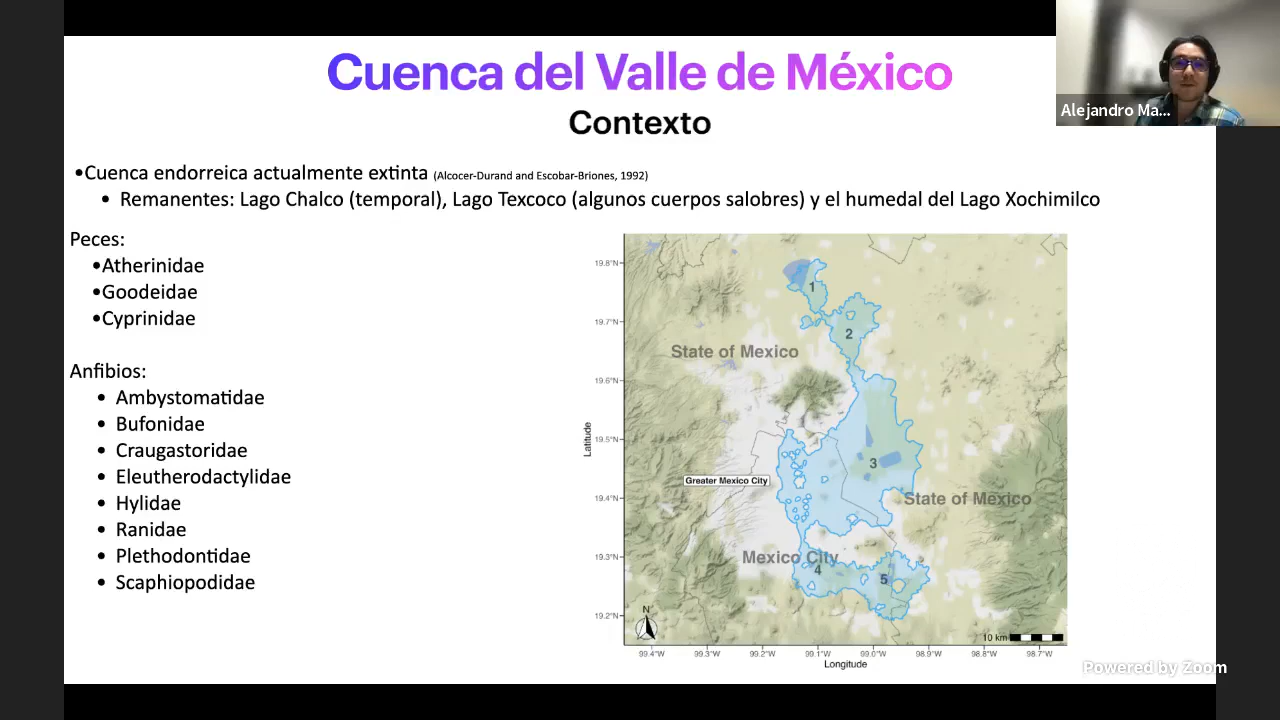 Cuenca del Valle de México
Contexto
Alejandro Ma...
•Cuenca endorreica actualmente extinta (Alcocer-Durand and Escobar-Briones, 1992)
• Remanentes: Lago Chalco (temporal), Lago Texcoco (algunos cuerpos salobres) y el humedal del Lago Xochimilco
Peces:
•Atherinidae
•Goodeidae
•Cyprinidae
Anfibios:
• Ambystomatidae
• Bufonidae
• Craugastoridae
• Eleutherodactylidae
• Hylidae
• Ranidae
• Plethodontidae
• Scaphiopodidae
19.8°N
19.7°N
19.6°N
19.5°N
19.4°N
19.3°N
19.2°N
Latitude
1
2
State of Mexico
3
Greater Mexico City
State of Mexico
Mexico City
4
5
N
10 km
99.4°W 99.3°W 99.2°W 99.1°W 99.0°W 98.9°W 98.8°W 98.7°W
Longitude
Powered by Zoom